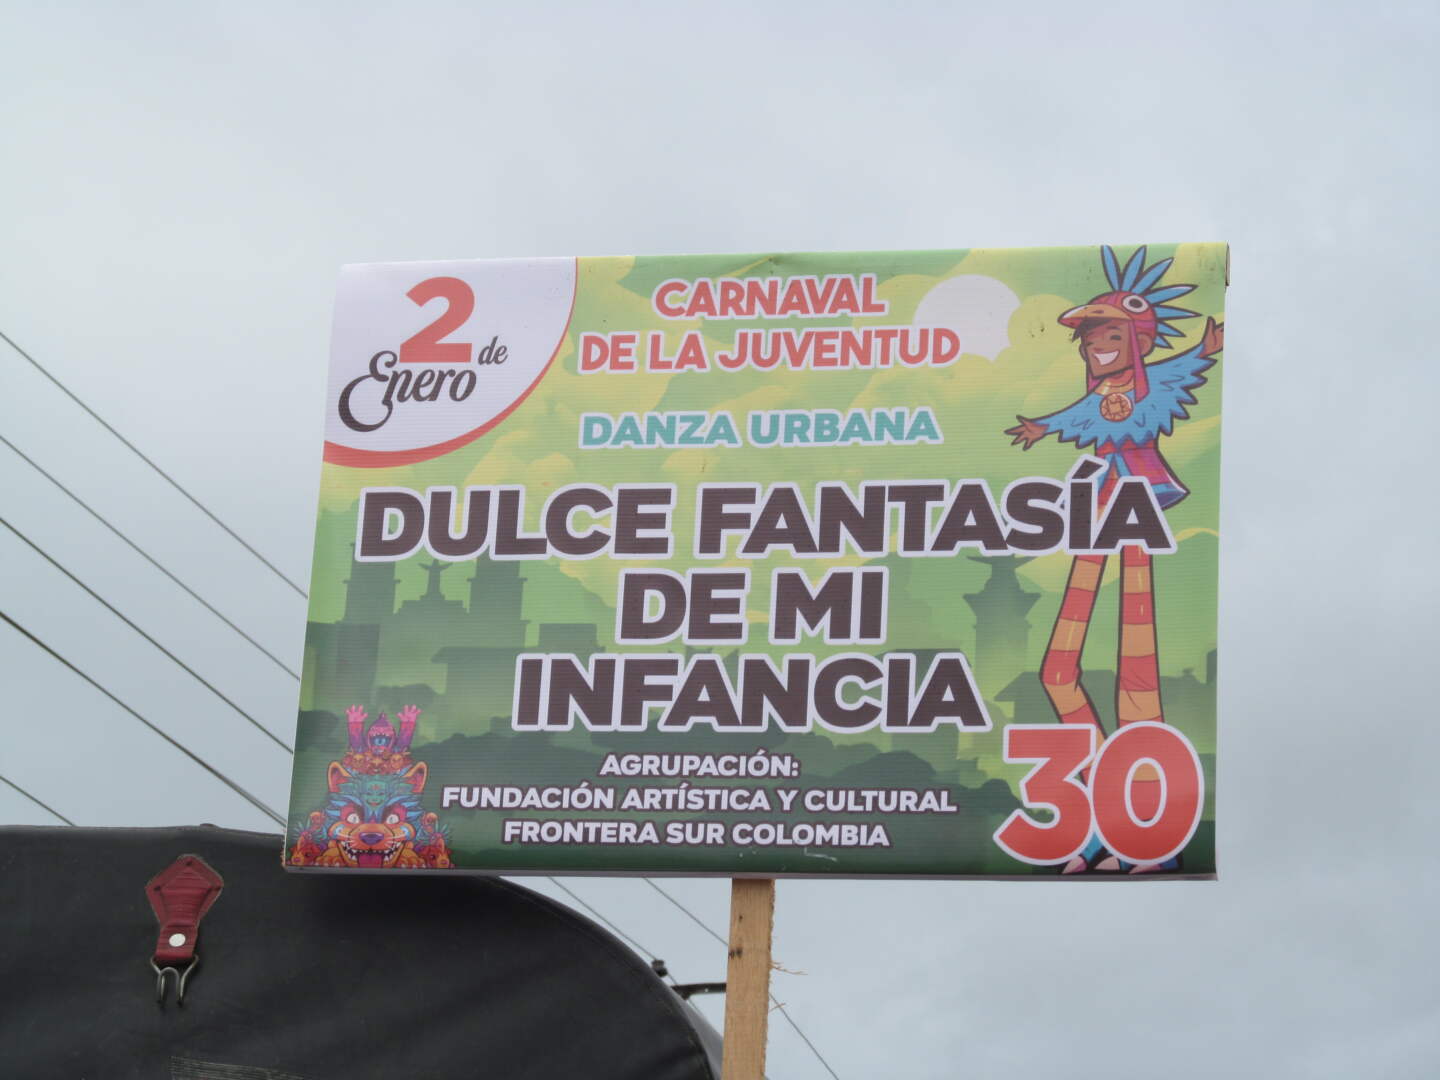 2 de
Enero
CARNAVAL
DE LA JUVENTUD
DANZA URBANA
DULCE FANTASÍA
DE MI
INFANCIA
AGRUPACIÓN:
FUNDACIÓN ARTÍSTICA Y CULTURAL
FRONTERA SUR COLOMBIA
30